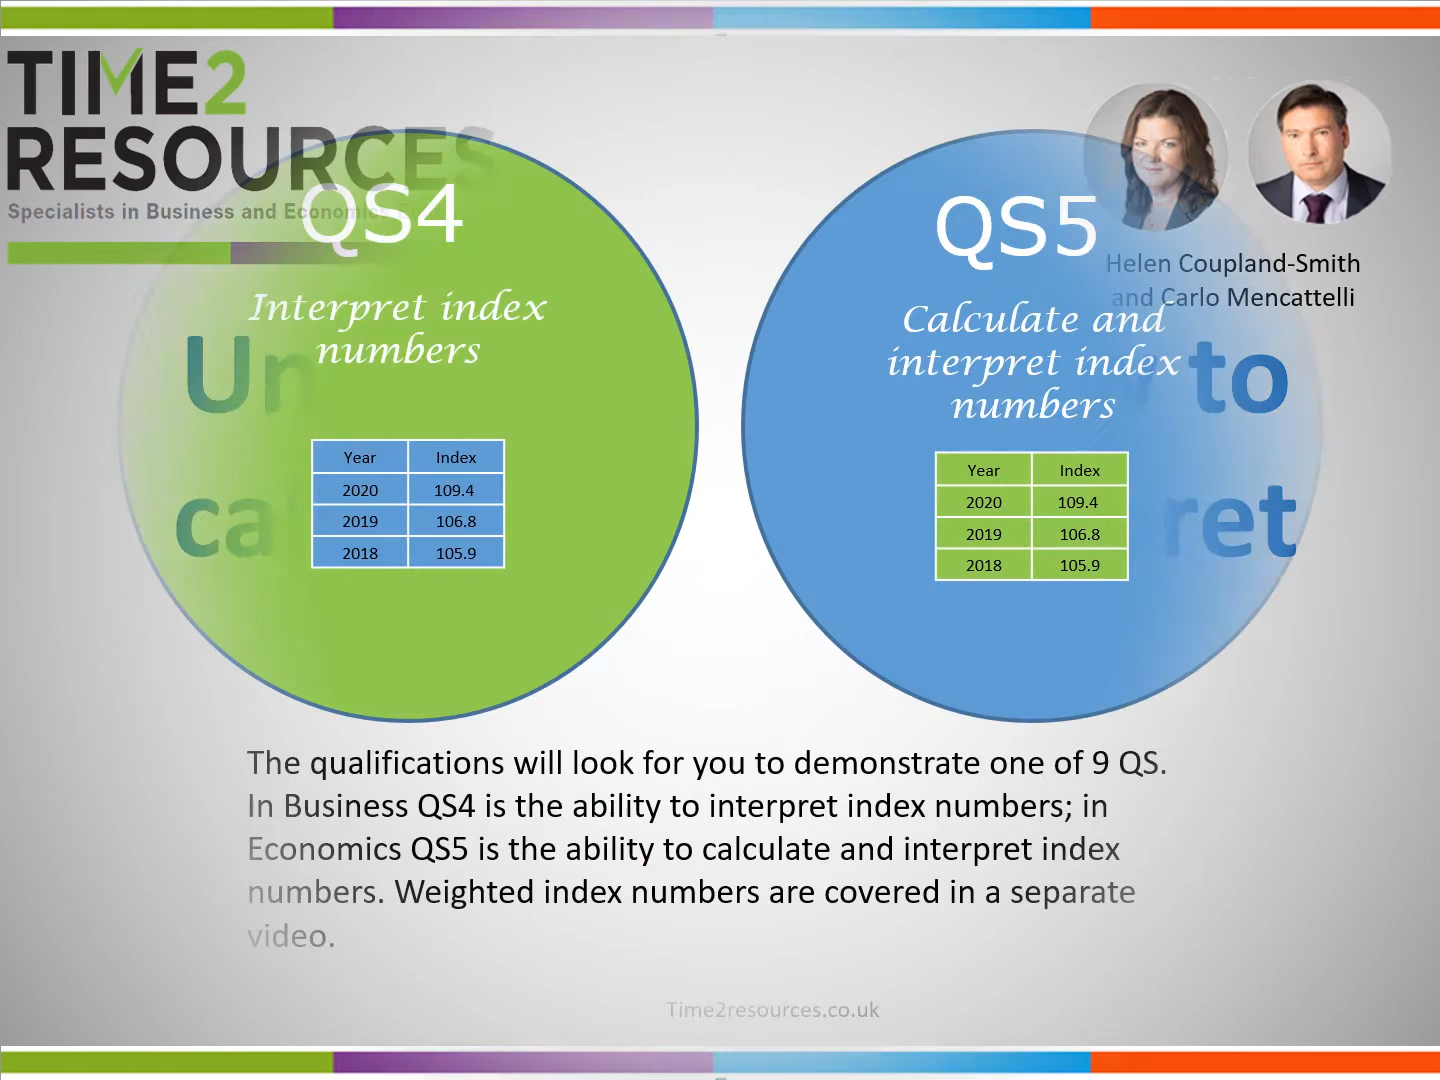 TIME2
RESOURCES
Specialists in Business and Economics
Helen Coupland-Smith
and Carlo Mencattelli
QS4
Interpret index
numbers
Year Index
2020 109.4
2019 106.8
2018 105.9
QS5
Calculate and
interpret index
numbers
Year Index
2020 109.4
2019 106.8
2018 105.9
to
The qualifications will look for you to demonstrate one of 9 QS.
In Business QS4 is the ability to interpret index numbers; in
Economics QS5 is the ability to calculate and interpret index
numbers. Weighted index numbers are covered in a separate
video.
Time2resources.co.uk